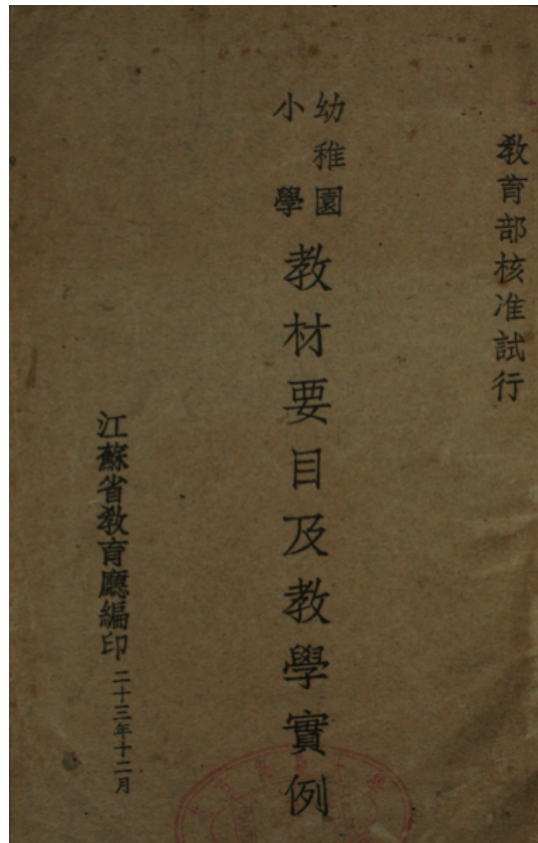 教育部核准試行
幼稚園
小學
教材要目及教學實例
江蘇省教育廳編印
二十三年十二月